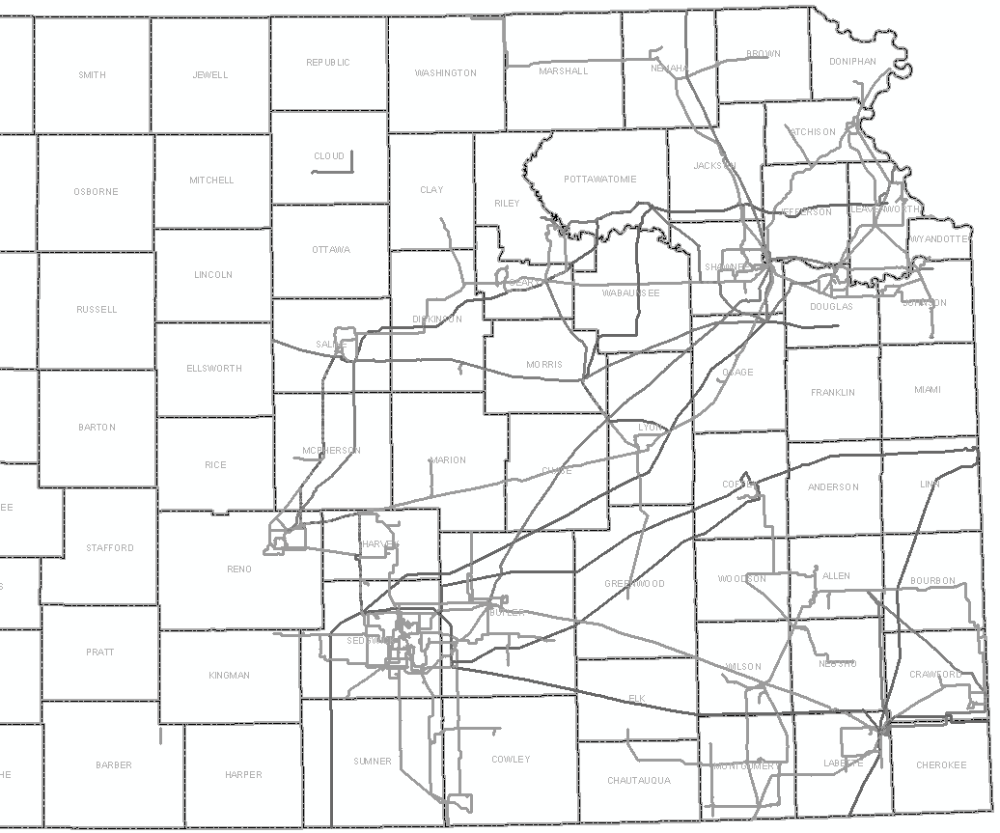 SMITH
JEWELL
REPUBLIC
WASHINGTON
MARSHALL
NEMAHA
BROWN
DONIPHAN
ATCHISON
CLOUD
MITCHELL
OSBORNE
CLAY
RILEY
POTTAWATOMIE
JACKSON
JEFFERSON
LEAVENWORTH
WYANDOTTE
OTTAWA
LINCOLN
RUSSELL
GEARY
WABAUNSEE
SHAWNEE
DOUGLAS
JOHNSON
DICKINSON
SALINE
ELLSWORTH
MORRIS
OSAGE
FRANKLIN
MIAMI
BARTON
RICE
MCPHERSON
MARION
CHASE
LYON
COFFEY
ANDERSON
LINN
EE
STAFFORD
RENO
HARVEY
GREENWOOD
WOODSON
ALLEN
BOURBON
S
BUTLER
SEDGWICK
PRATT
KINGMAN
ELK
WILSON
NEOSHO
CRAWFORD
HE
BARBER
HARPER
SUMNER
COWLEY
CHAUTAUQUA
MONTGOMERY
LABETTE
CHEROKEE